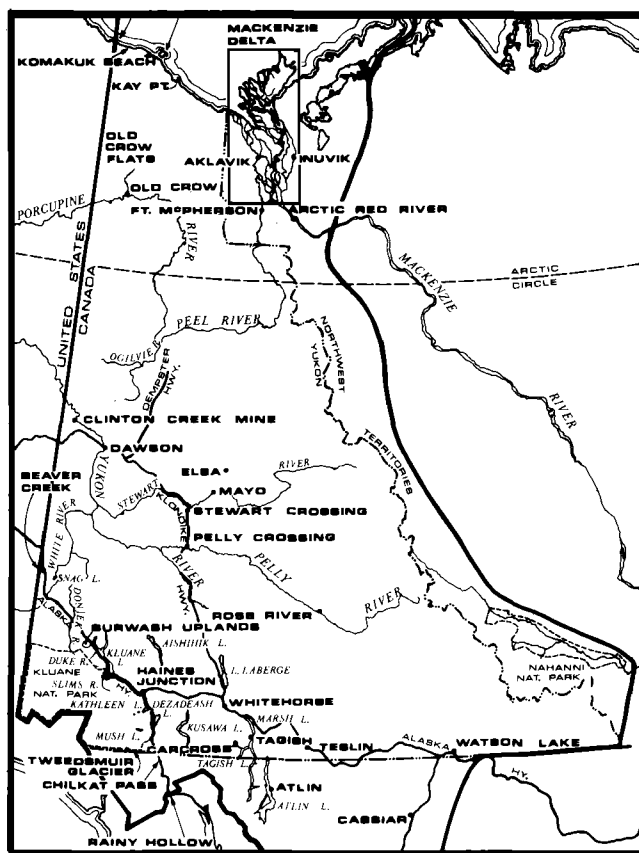 MACKENZIE
DELTA
KOMAKUK BEACH
KAY PT.
OLD
CROW
FLATS
AKLAVIK
INUVIK
OLD CROW
PORCUPINE
RIVER
FT. McPHERSON
ARCTIC RED RIVER
MACKENZIE
RIVER
ARCTIC
CIRCLE
UNITED STATES
CANADA
PEEL RIVER
OGILVIE R.
NORTHWEST
TERRITORIES
YUKON
DEMPSTER
HWY.
CLINTON CREEK MINE
DAWSON
BEAVER
CREEK
YUKON
ELSA
MAYO
RIVER
STEWART
KLONDIKE
STEWART CROSSING
PELLY CROSSING
WHITE RIVER
PELLY
RIVER
RIVER
HWY.
SNAG L.
DONJEK R.
ALASKA
HY.
ROSS RIVER
BURWASH UPLANDS
AISHIHIK L.
KLUANE
L.
DUKE R.
KLUANE
NAT. PARK
SLIMS R.
HAINES
JUNCTION
L. LABERGE
NAHANNI
NAT. PARK
KATHLEEN L.
DEZADEASH
L.
WHITEHORSE
MARSH L.
KUSAWA L.
MUSH L.
CARCROSS
TAGISH
TAGISH L.
TESLIN
ALASKA
HY.
WATSON LAKE
TWEEDSMUIR
GLACIER
CHILKAT PASS
ATLIN
ATLIN L.
CASSIAR
RAINY HOLLOW